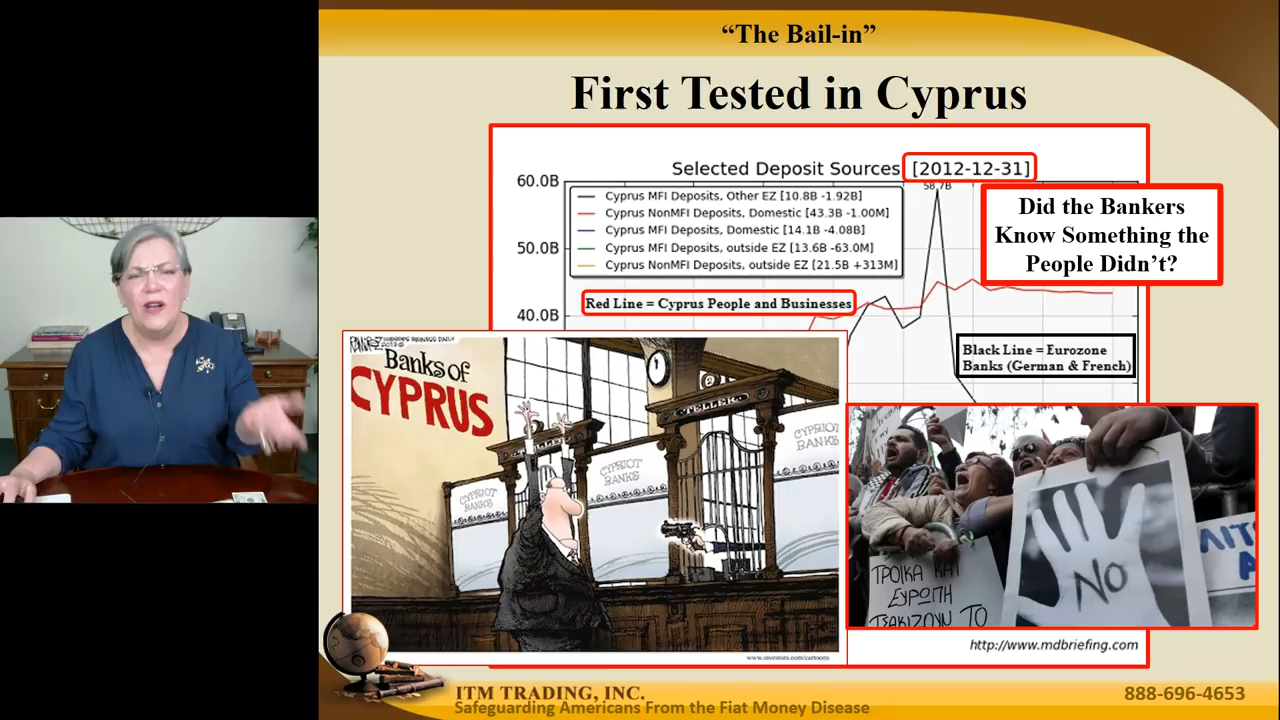 “The Bail-in”
First Tested in Cyprus
Selected Deposit Sources [2012-12-31]
60.0B
50.0B
40.0B
58.7B
Cyprus MFI Deposits, Other EZ [10.8B -1.92B]
Cyprus NonMFI Deposits, Domestic [43.3B -1.00M]
Cyprus MFI Deposits, Domestic [14.1B -4.08B]
Cyprus MFI Deposits, outside EZ [13.6B -63.0M]
Cyprus NonMFI Deposits, outside EZ [21.5B +313M]
Did the Bankers
Know Something the
People Didn’t?
Red Line = Cyprus People and Businesses
Black Line = Eurozone
Banks (German & French)
Banks of
CYPRUS
TELLER
TELLER
CYPRIOT
BANKS
CYPRIOT
BANKS
CYPRIOT
BANKS
www.investors.com/cartoons
ΤΡΟΙΚΑ ΚΑΙ
ΕΥΡΩΠΗ
ΤΣΑΚΙΖΟΥΝ ΤΟ
NO
http://www.mdbriefing.com
ITM TRADING, INC.
Safeguarding Americans From the Fiat Money Disease
888-696-4653